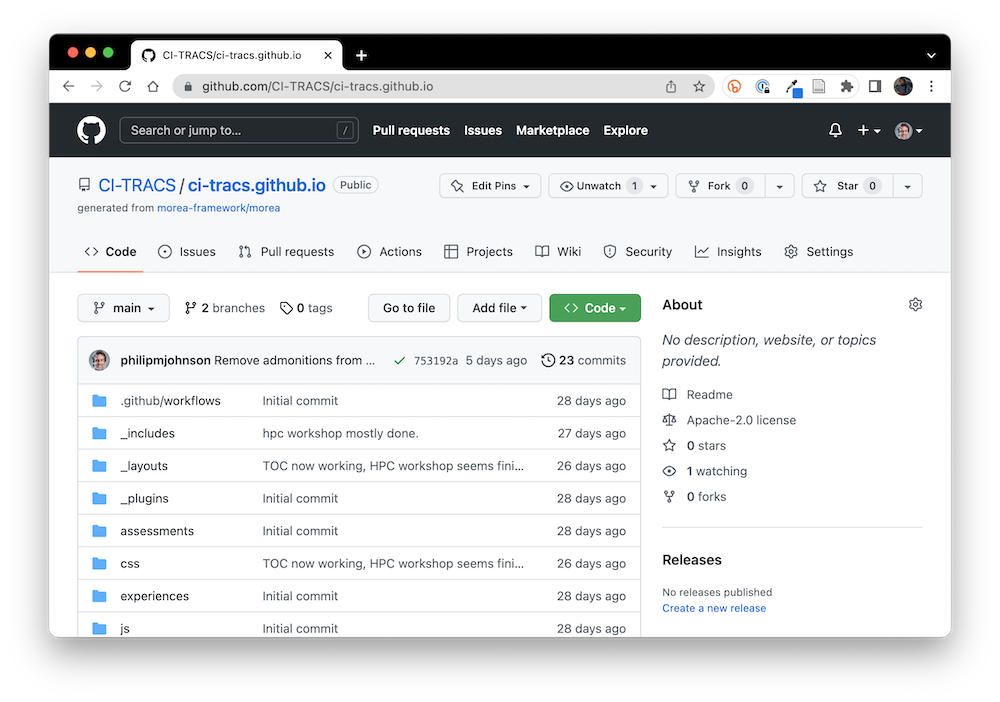 CI-TRACS/ci-tracs.github.io
github.com/CI-TRACS/ci-tracs.github.io
Search or jump to... / Pull requests Issues Marketplace Explore
CI-TRACS / ci-tracs.github.io Public Edit Pins Unwatch 1 Fork 0 Star 0
generated from morea-framework/morea
Code Issues Pull requests Actions Projects Wiki Security Insights Settings
main 2 branches 0 tags Go to file Add file Code
philipmjohnson Remove admonitions from ... 753192a 5 days ago 23 commits
.github/workflows Initial commit 28 days ago
_includes hpc workshop mostly done. 27 days ago
_layouts TOC now working, HPC workshop seems fini... 26 days ago
_plugins Initial commit 28 days ago
assessments Initial commit 28 days ago
css TOC now working, HPC workshop seems fini... 26 days ago
experiences Initial commit 28 days ago
js Initial commit 28 days ago
About
No description, website, or topics
provided.
Readme
Apache-2.0 license
0 stars
1 watching
0 forks
Releases
No releases published
Create a new release